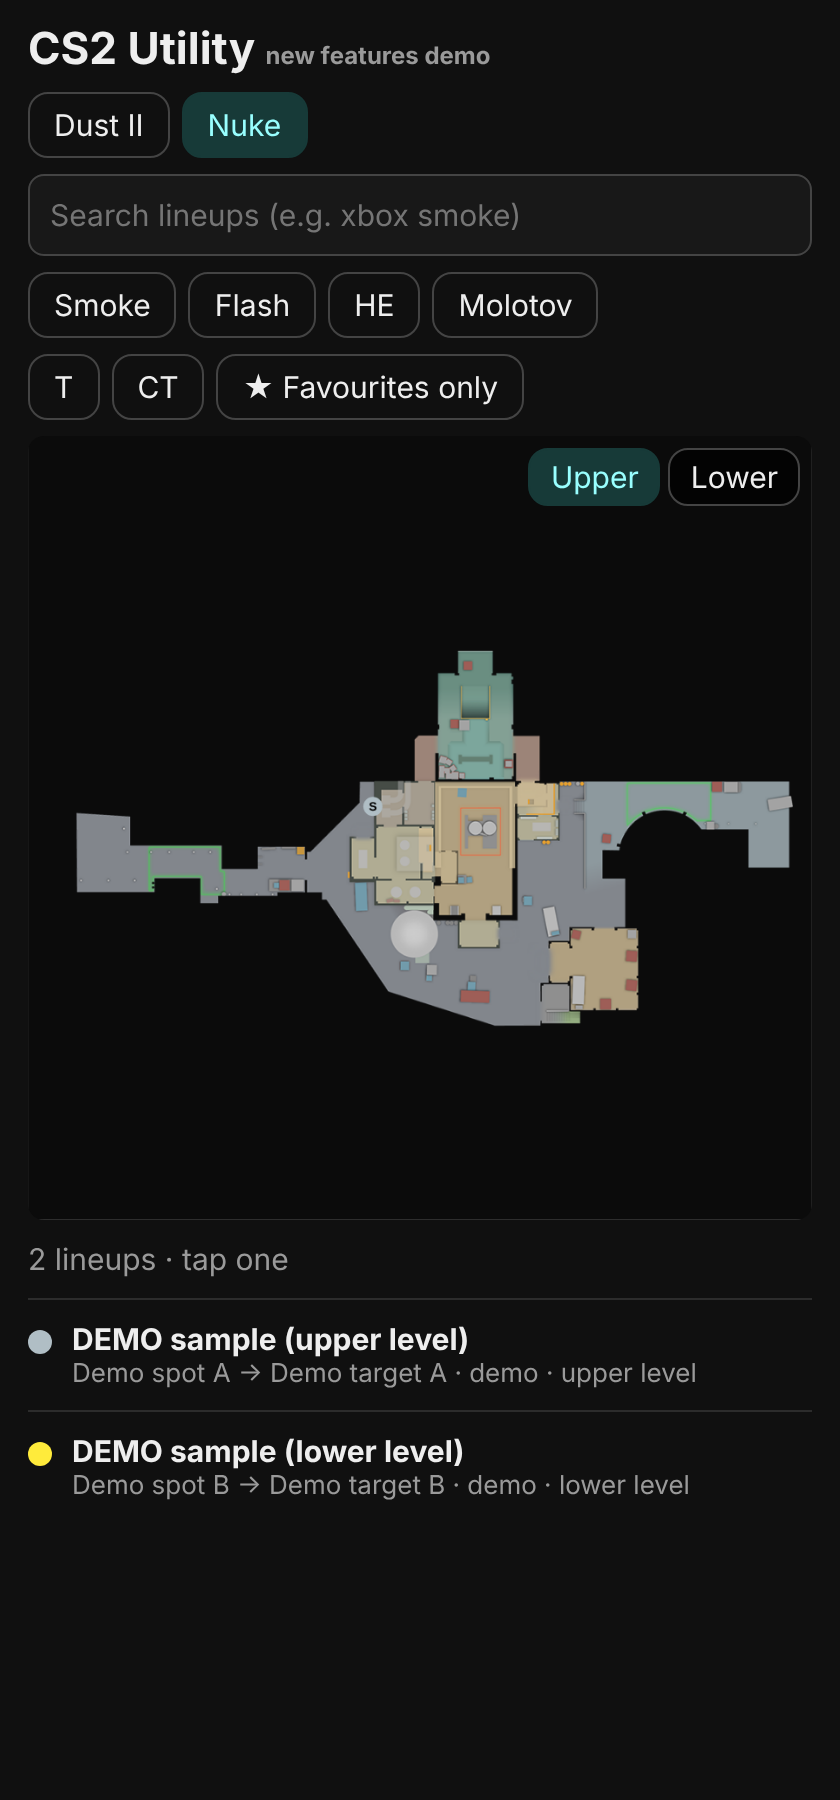 CS2 Utility new features demo
Dust II Nuke
Search lineups (e.g. xbox smoke)
Smoke Flash HE Molotov
T CT ★ Favourites only
Upper Lower
S
2 lineups · tap one
DEMO sample (upper level)
Demo spot A → Demo target A · demo · upper level
DEMO sample (lower level)
Demo spot B → Demo target B · demo · lower level